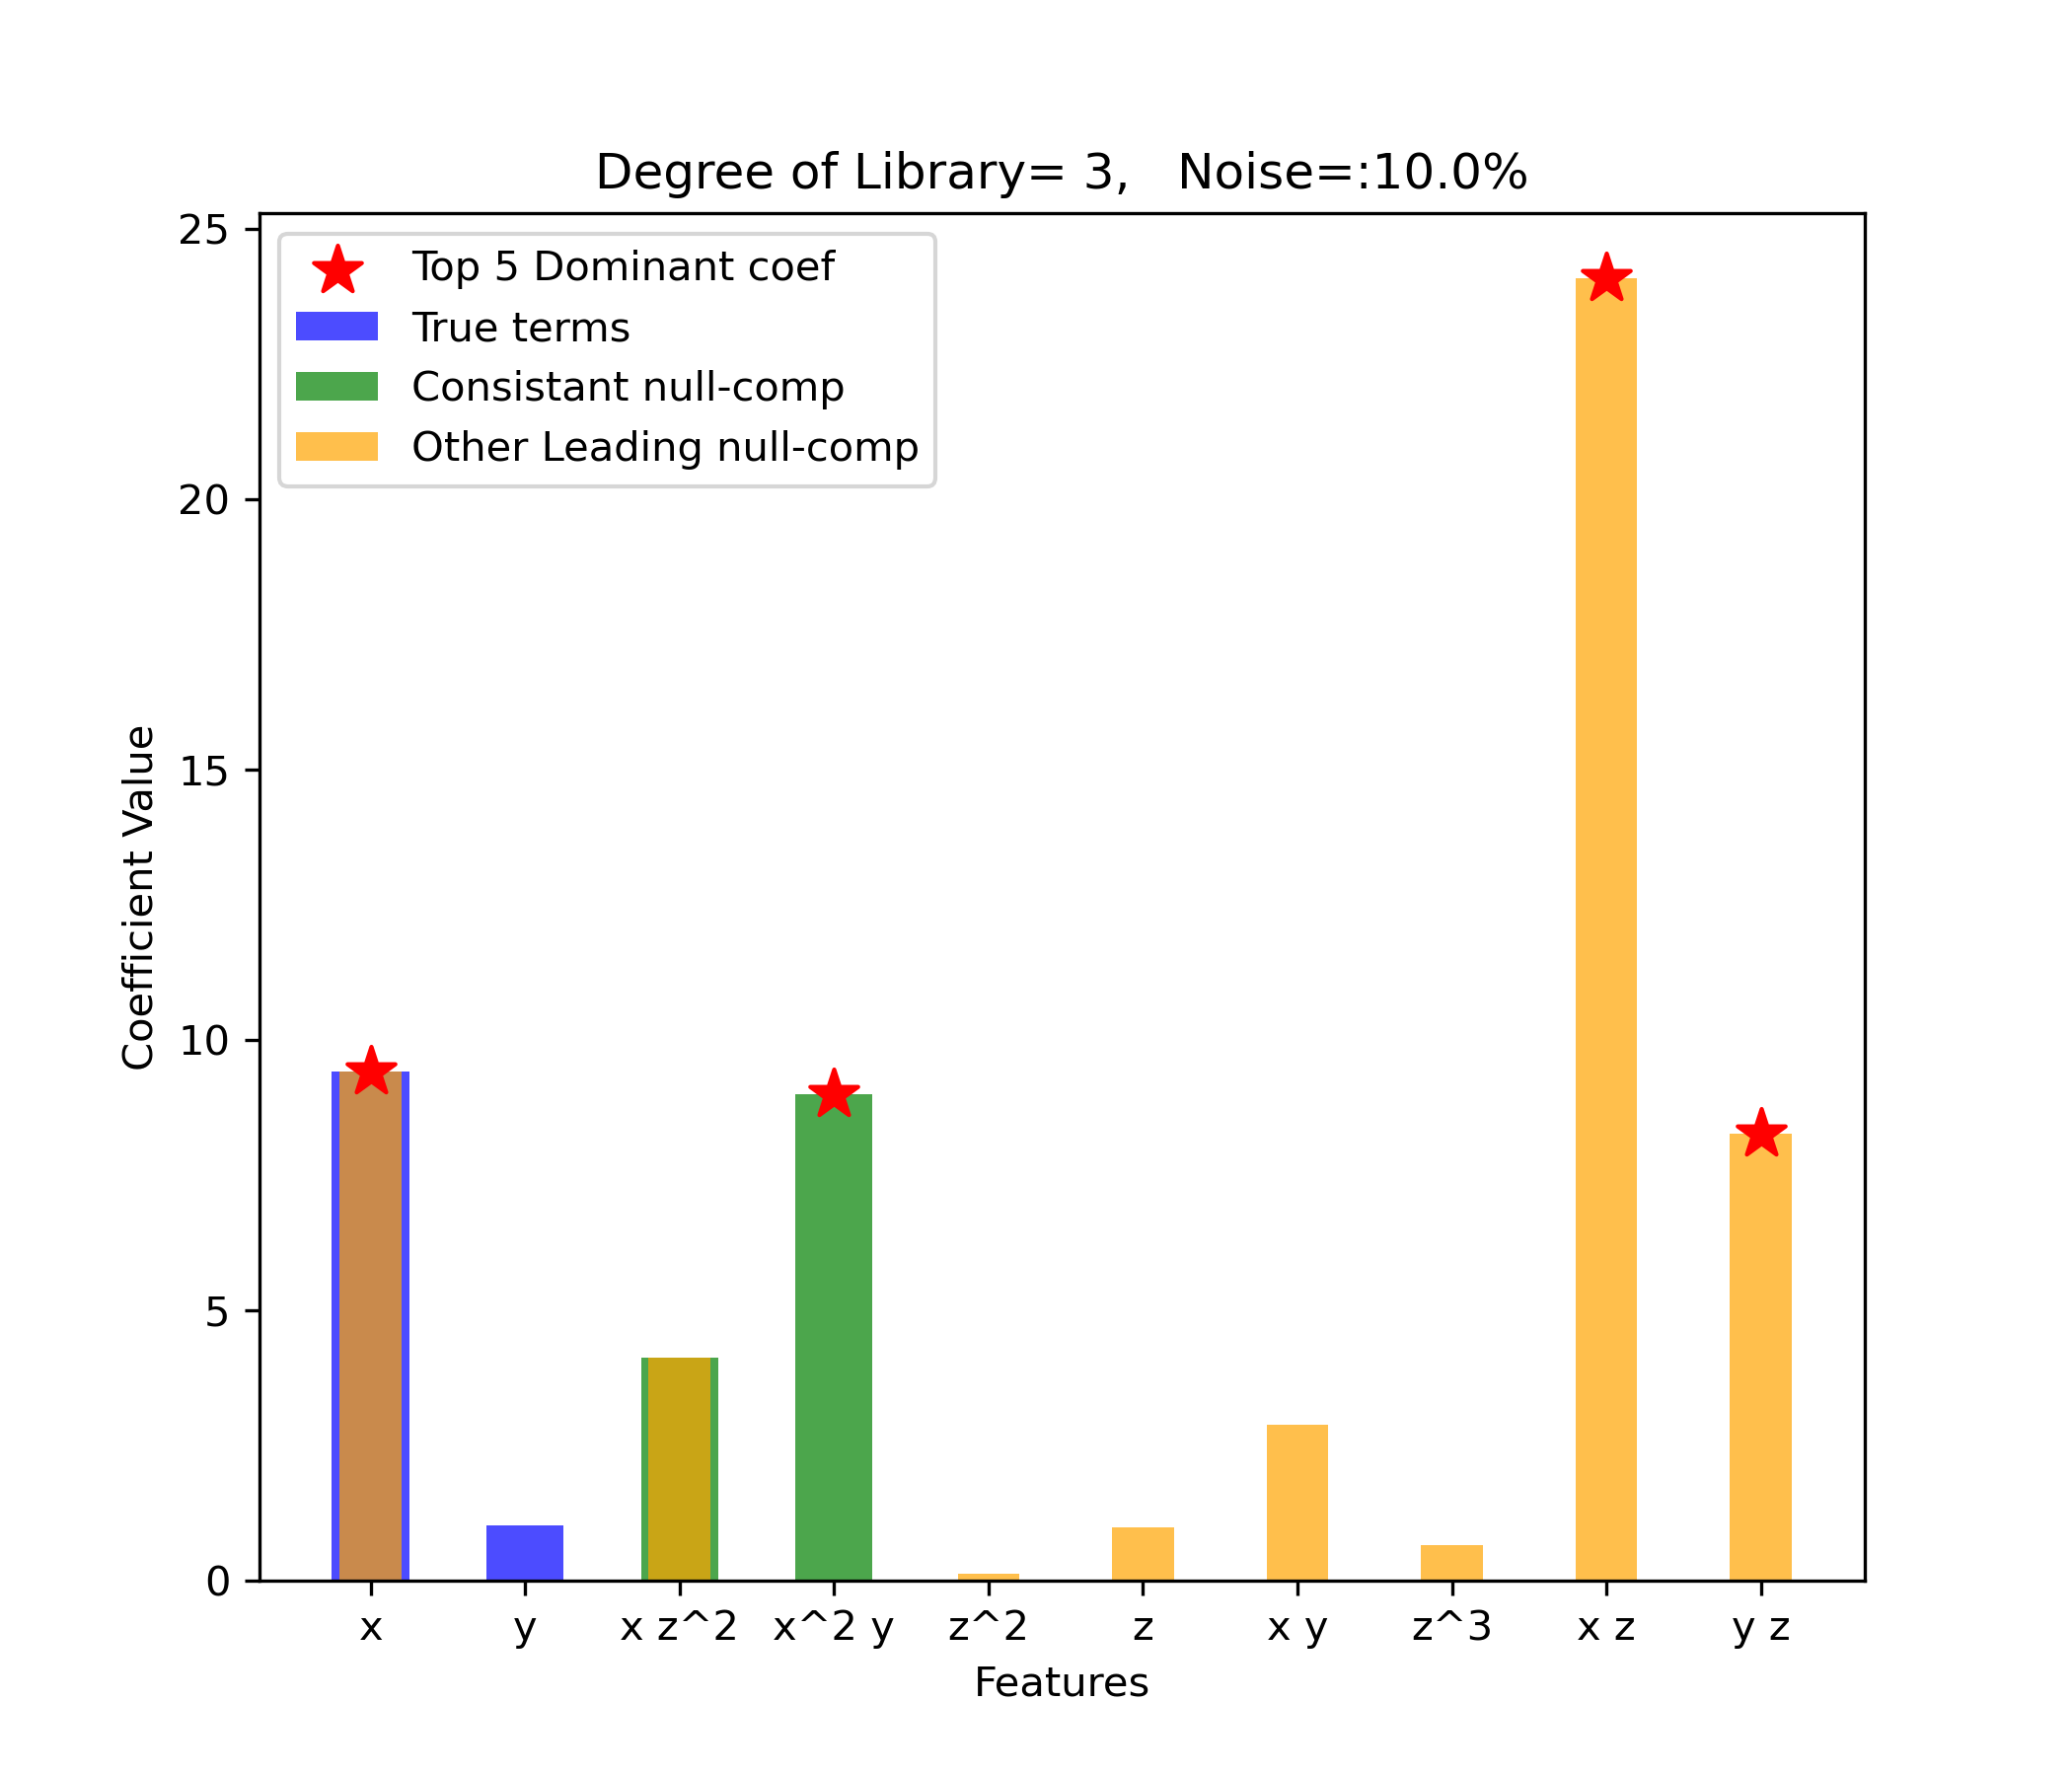 Degree of Library= 3,   Noise=:10.0%
Top 5 Dominant coef
True terms
Consistant null-comp
Other Leading null-comp
Coefficient Value
25
20
15
10
5
0
x y x z^2 x^2 y z^2 z x y z^3 x z y z
Features